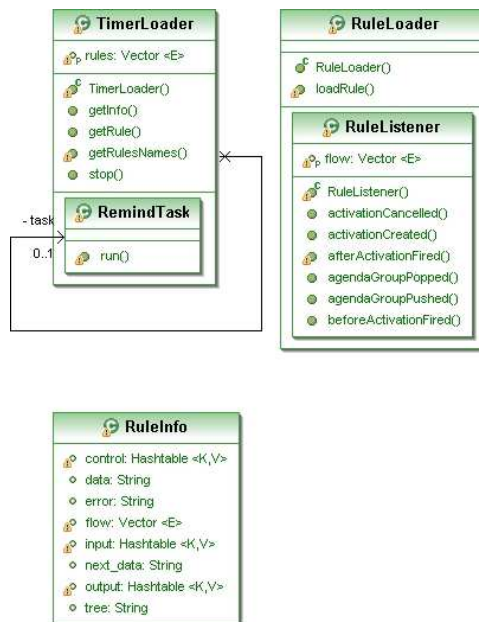 TimerLoader
rules: Vector <E>
TimerLoader()
getInfo()
getRule()
getRulesNames()
stop()
RemindTask
run()
- task
0..1
RuleLoader
RuleLoader()
loadRule()
RuleListener
flow: Vector <E>
RuleListener()
activationCancelled()
activationCreated()
afterActivationFired()
agendaGroupPopped()
agendaGroupPushed()
beforeActivationFired()
RuleInfo
control: Hashtable <K,V>
data: String
error: String
flow: Vector <E>
input: Hashtable <K,V>
next_data: String
output: Hashtable <K,V>
tree: String